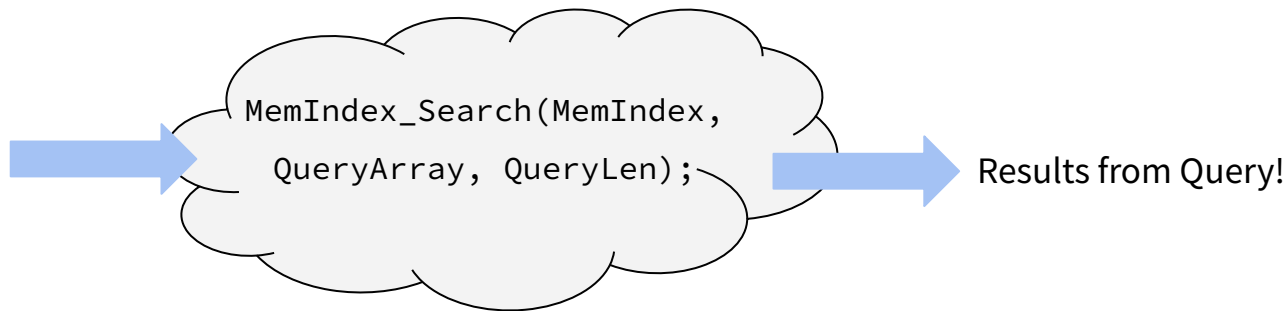 MemIndex_Search(MemIndex,
QueryArray, QueryLen);
Results from Query!